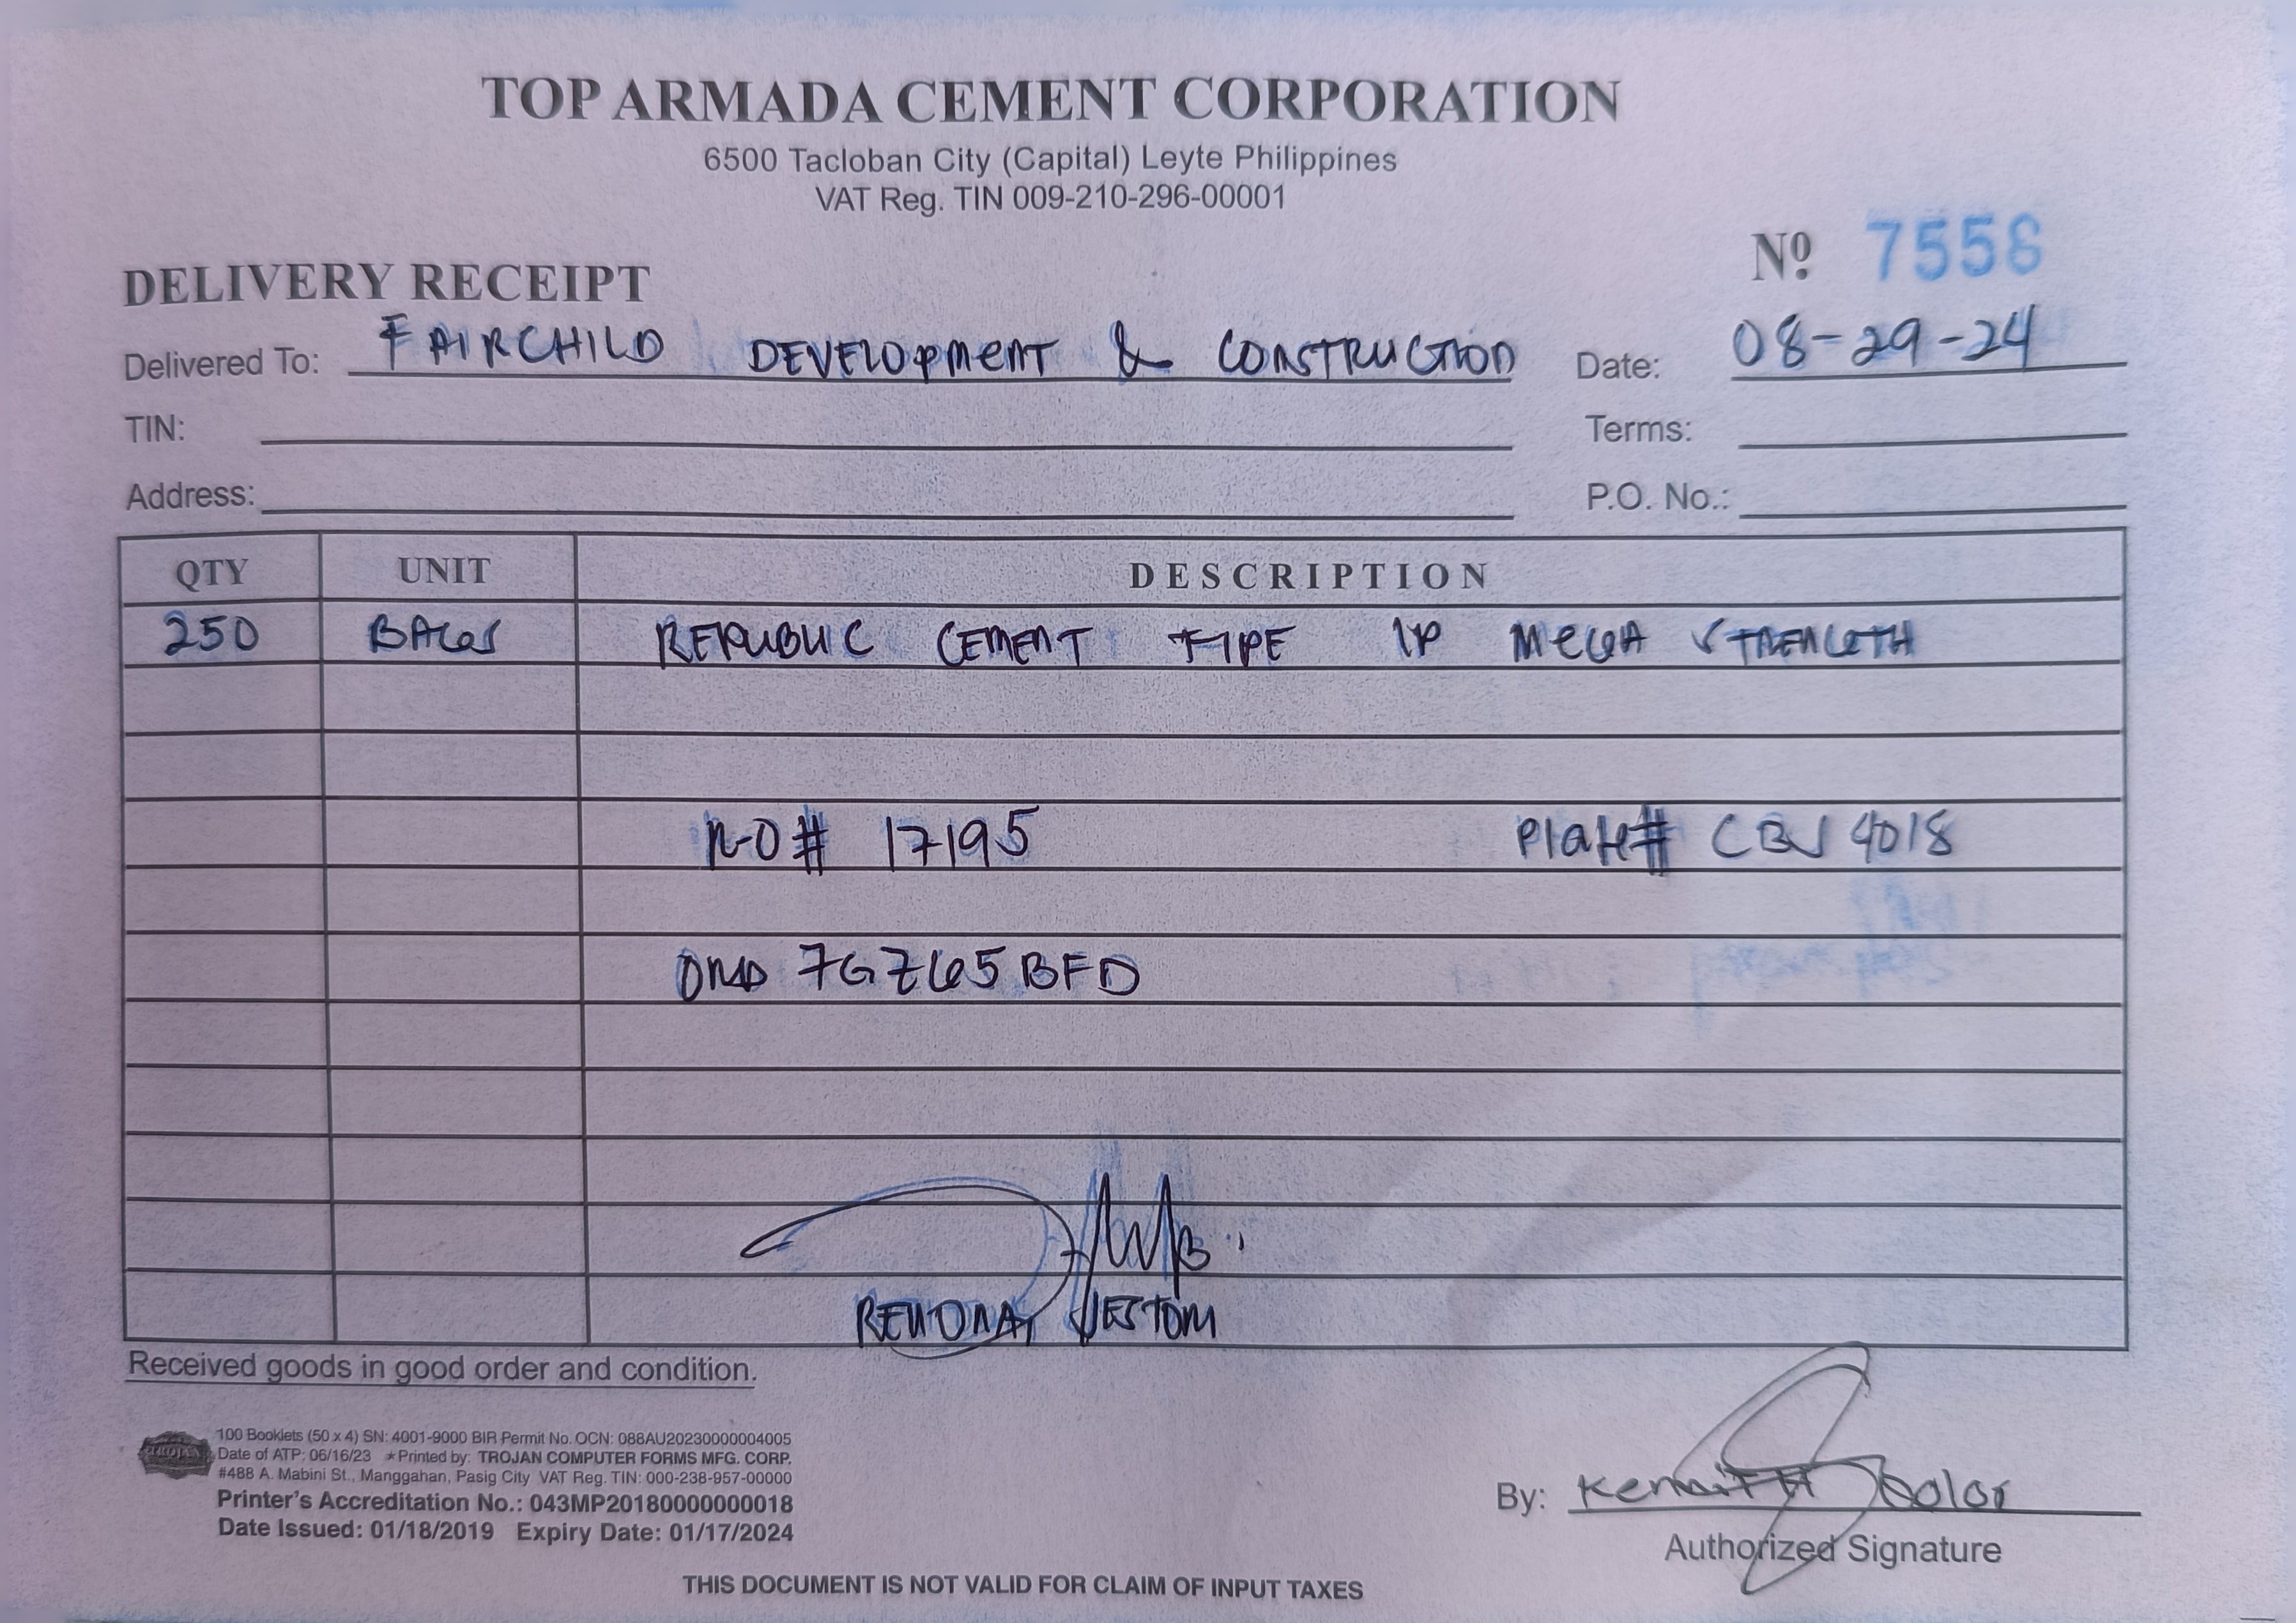 TOP ARMADA CEMENT CORPORATION
6500 Tacloban City (Capital) Leyte Philippines
VAT Reg. TIN 009-210-296-00001
Nº 7558
DELIVERY RECEIPT
Delivered To: FAIRCHILD DEVELOPMENT & CONSTRUCTION Date: 08-29-24
TIN: Terms:
Address: P.O. No.:
QTY UNIT DESCRIPTION
250 BAGS REPUBLIC CEMENT TYPE 1P MEGA STRENGTH
# 17195 Plate# 4018
7GZ65BFD
JESTONI
Received goods in good order and condition.
TROJAN
100 Booklets (50 x 4) SN: 4001-9000 BIR Permit No. OCN: 088AU20230000004005
Date of ATP: 06/16/23 ★Printed by: TROJAN COMPUTER FORMS MFG. CORP.
#488 A. Mabini St., Manggahan, Pasig City VAT Reg. TIN: 000-238-957-00000
Printer's Accreditation No.: 043MP20180000000018
Date Issued: 01/18/2019 Expiry Date: 01/17/2024
By:
Authorized Signature
THIS DOCUMENT IS NOT VALID FOR CLAIM OF INPUT TAXES